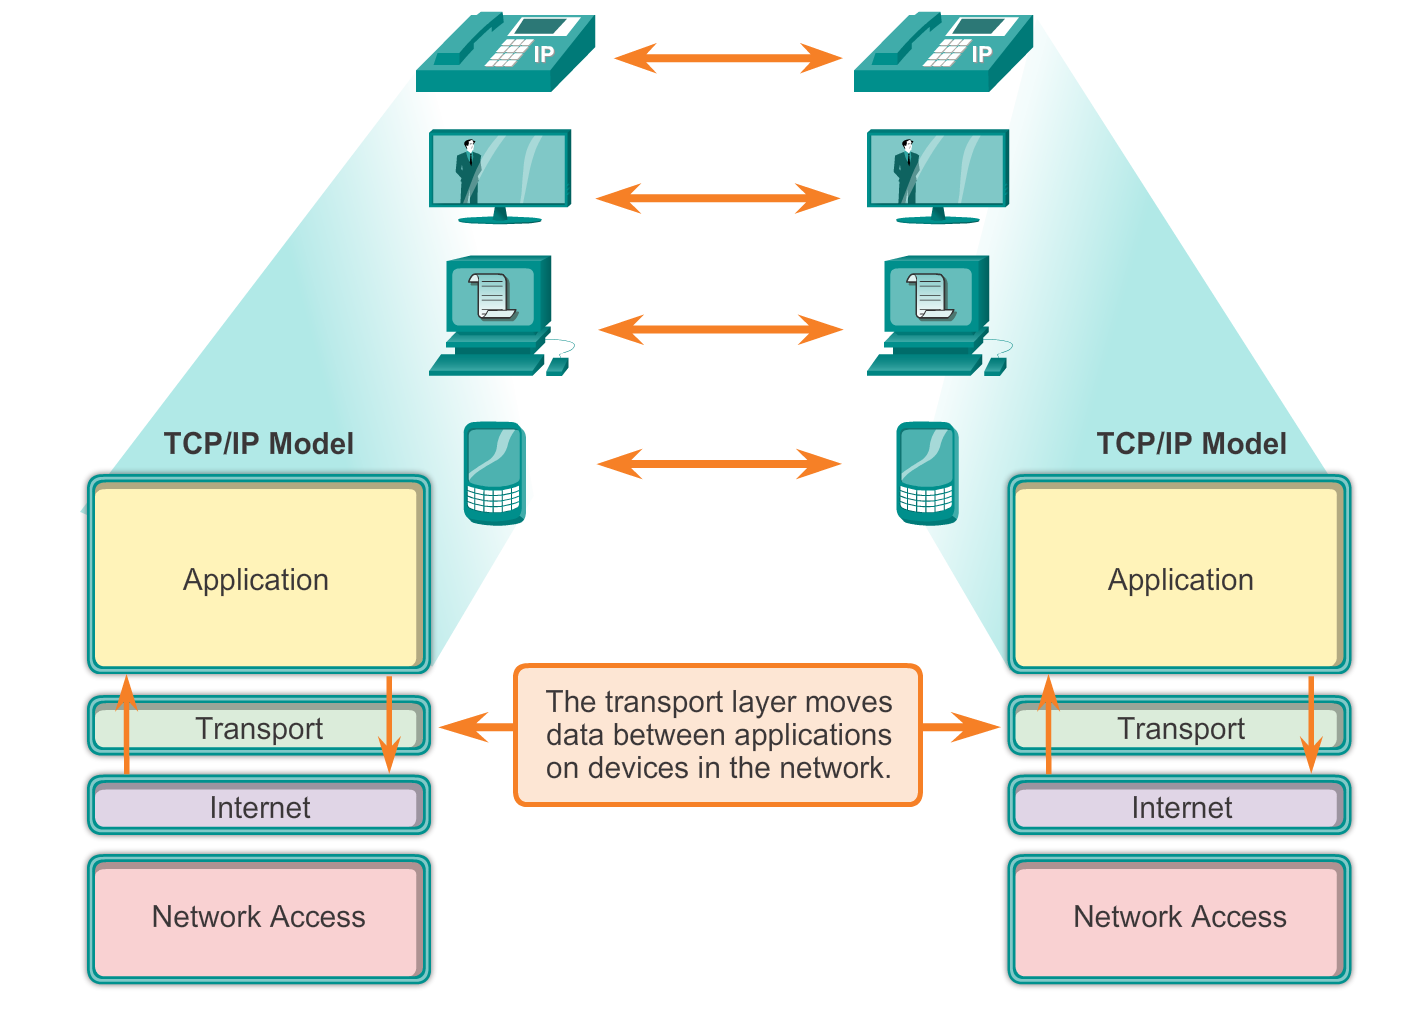 IP
IP
TCP/IP Model
TCP/IP Model
Application
Application
The transport layer moves
data between applications
on devices in the network.
Transport
Transport
Internet
Internet
Network Access
Network Access